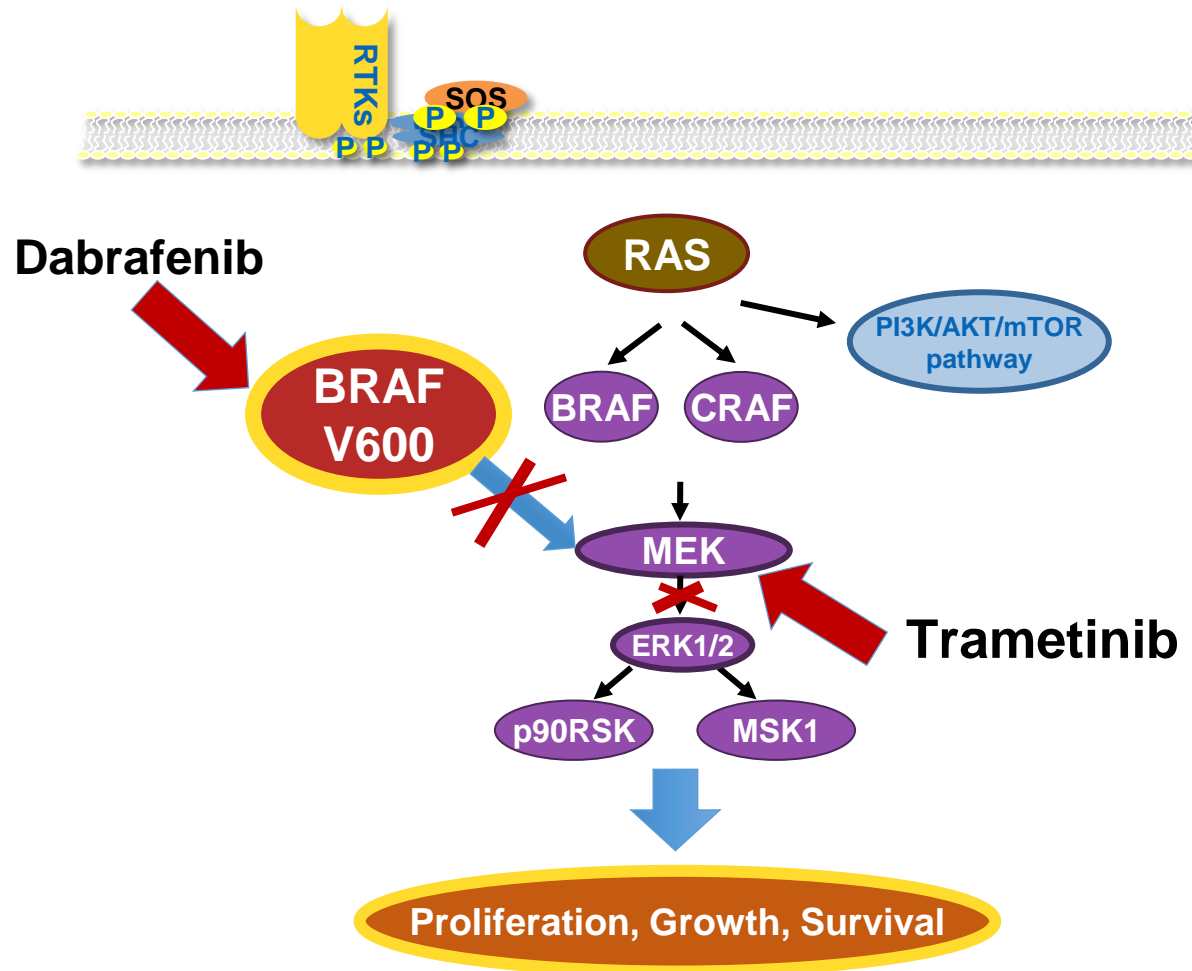 RTKs
SOS
P P
SHC
P P P P
Dabrafenib
RAS
PI3K/AKT/mTOR
pathway
BRAF
V600
BRAF CRAF
MEK
ERK1/2
Trametinib
p90RSK MSK1
Proliferation, Growth, Survival